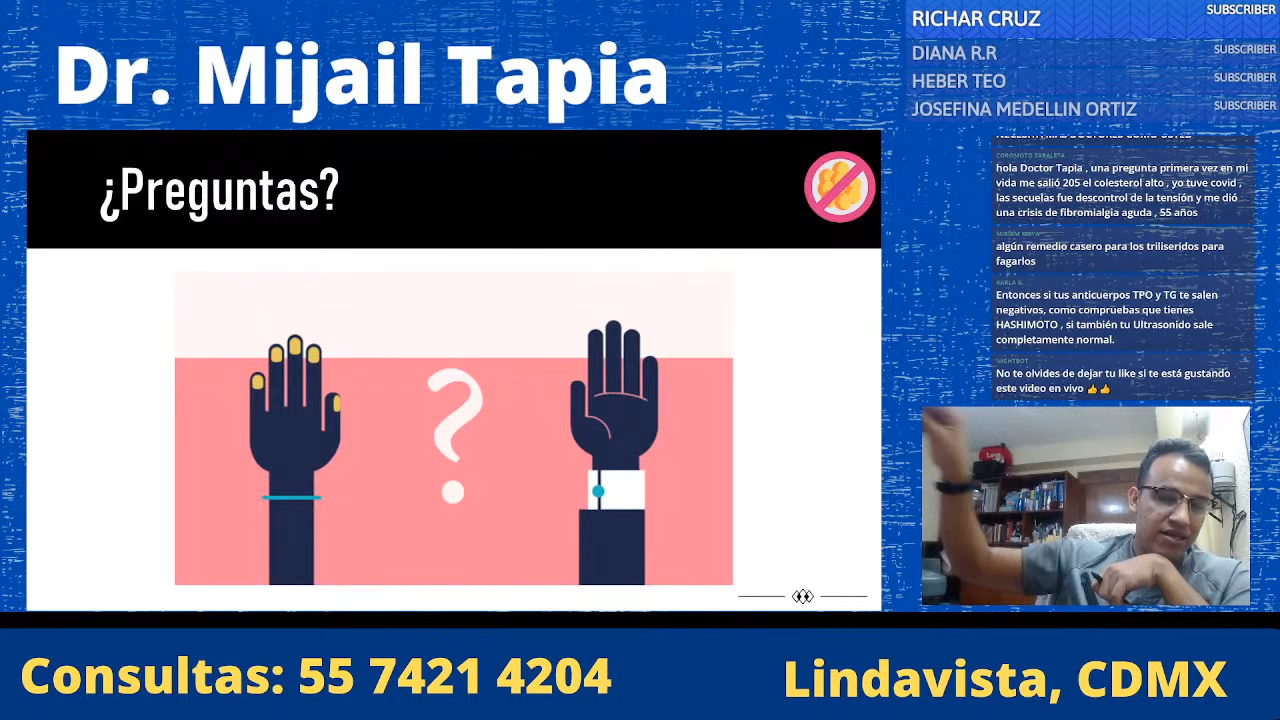 Dr. Mijail Tapia
¿Preguntas?
RICHAR CRUZ SUBSCRIBER
DIANA R.R SUBSCRIBER
HEBER TEO SUBSCRIBER
JOSEFINA MEDELLIN ORTIZ SUBSCRIBER
COROMOTO ZABALETA
hola Doctor Tapia , una pregunta primera vez en mi
vida me salió 205 el colesterol alto , yo tuve covid ,
las secuelas fue descontrol de la tensión y me dió
una crisis de fibromialgia aguda , 55 años
MIRIAM MAYA
algún remedio casero para los triliseridos para
fagarlos
KARLA G.
Entonces si tus anticuerpos TPO y TG te salen
negativos, como compruebas que tienes
HASHIMOTO , si también tu Ultrasonido sale
completamente normal.
NIGHTBOT
No te olvides de dejar tu like si te está gustando
este video en vivo 👍👍
Consultas: 55 7421 4204
Lindavista, CDMX